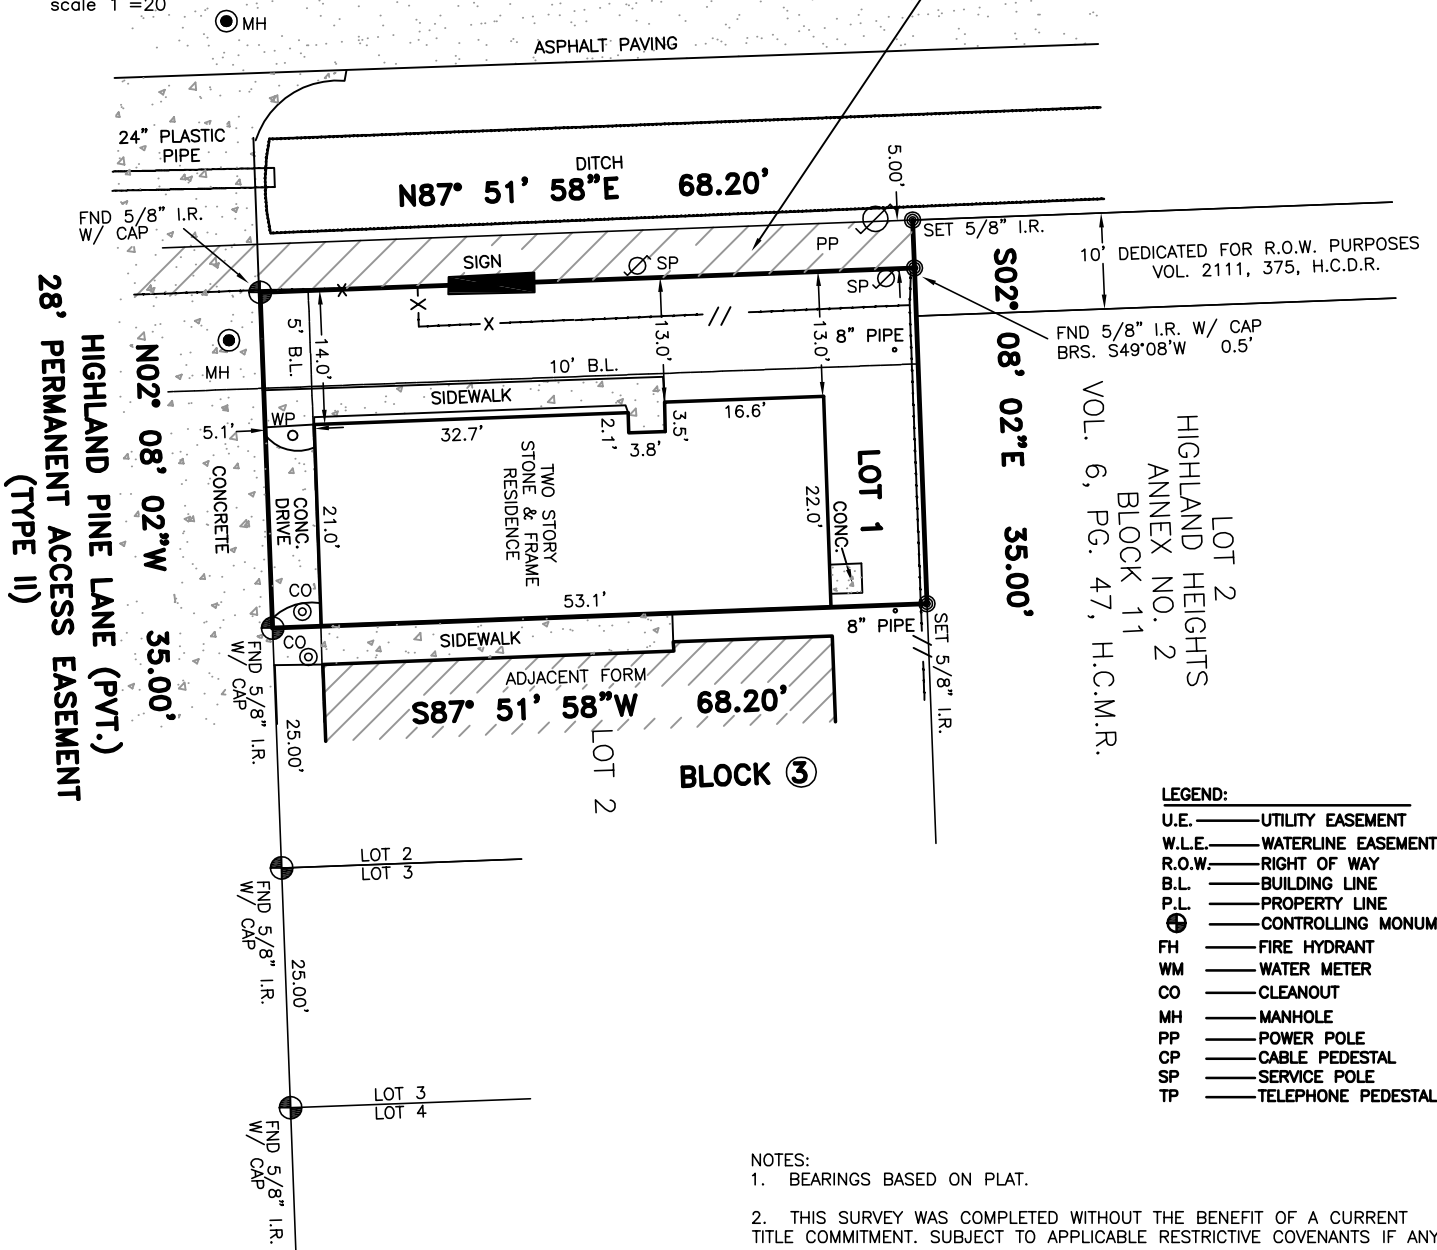 scale 1"=20'
MH
ASPHALT PAVING
24" PLASTIC
PIPE
DITCH
N87° 51' 58"E 68.20'
5.00'
FND 5/8" I.R.
W/ CAP
SET 5/8" I.R.
PP
SIGN
SP
SP
10' DEDICATED FOR R.O.W. PURPOSES
VOL. 2111, 375, H.C.D.R.
S02° 08' 02"E 35.00'
FND 5/8" I.R. W/ CAP
BRS. S49°08'W 0.5'
MH
5' B.L.
14.0'
X
X
X
//
13.0'
13.0'
8" PIPE
10' B.L.
SIDEWALK
WP
5.1'
32.7'
2.1'
3.8'
3.5'
16.6'
28' PERMANENT ACCESS EASEMENT
(TYPE II)
HIGHLAND PINE LANE (PVT.)
N02° 08' 02"W 35.00'
CONCRETE
CONC.
DRIVE
21.0'
TWO STORY
STONE & FRAME
RESIDENCE
22.0'
LOT 1
CONC.
LOT 2
HIGHLAND HEIGHTS
ANNEX NO. 2
BLOCK 11
VOL. 6, PG. 47, H.C.M.R.
CO
53.1'
CO
SIDEWALK
8" PIPE
SET 5/8" I.R.
//
ADJACENT FORM
S87° 51' 58"W 68.20'
FND 5/8" I.R.
W/ CAP
25.00'
LOT 2
BLOCK 3
LOT 2
LOT 3
FND 5/8" I.R.
W/ CAP
25.00'
LOT 3
LOT 4
FND 5/8" I.R.
W/ CAP
LEGEND:
U.E. UTILITY EASEMENT
W.L.E. WATERLINE EASEMENT
R.O.W. RIGHT OF WAY
B.L. BUILDING LINE
P.L. PROPERTY LINE
CONTROLLING MONUM
FH FIRE HYDRANT
WM WATER METER
CO CLEANOUT
MH MANHOLE
PP POWER POLE
CP CABLE PEDESTAL
SP SERVICE POLE
TP TELEPHONE PEDESTAL
NOTES:
1. BEARINGS BASED ON PLAT.
2. THIS SURVEY WAS COMPLETED WITHOUT THE BENEFIT OF A CURRENT
TITLE COMMITMENT. SUBJECT TO APPLICABLE RESTRICTIVE COVENANTS IF ANY